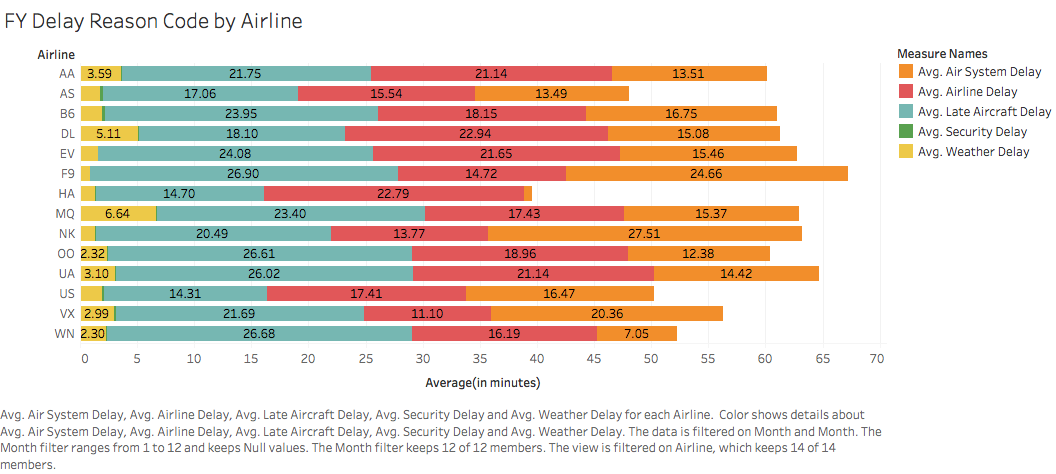 FY Delay Reason Code by Airline
Airline
Measure Names
AA 3.59 21.75 21.14 13.51
Avg. Air System Delay
AS 17.06 15.54 13.49
Avg. Airline Delay
B6 23.95 18.15 16.75
Avg. Late Aircraft Delay
DL 5.11 18.10 22.94 15.08
Avg. Security Delay
EV 24.08 21.65 15.46
Avg. Weather Delay
F9 26.90 14.72 24.66
HA 14.70 22.79
MQ 6.64 23.40 17.43 15.37
NK 20.49 13.77 27.51
OO 2.32 26.61 18.96 12.38
UA 3.10 26.02 21.14 14.42
US 14.31 17.41 16.47
VX 2.99 21.69 11.10 20.36
WN 2.30 26.68 16.19 7.05
0 5 10 15 20 25 30 35 40 45 50 55 60 65 70
Average(in minutes)
Avg. Air System Delay, Avg. Airline Delay, Avg. Late Aircraft Delay, Avg. Security Delay and Avg. Weather Delay for each Airline.  Color shows details about
Avg. Air System Delay, Avg. Airline Delay, Avg. Late Aircraft Delay, Avg. Security Delay and Avg. Weather Delay. The data is filtered on Month and Month. The
Month filter ranges from 1 to 12 and keeps Null values. The Month filter keeps 12 of 12 members. The view is filtered on Airline, which keeps 14 of 14
members.